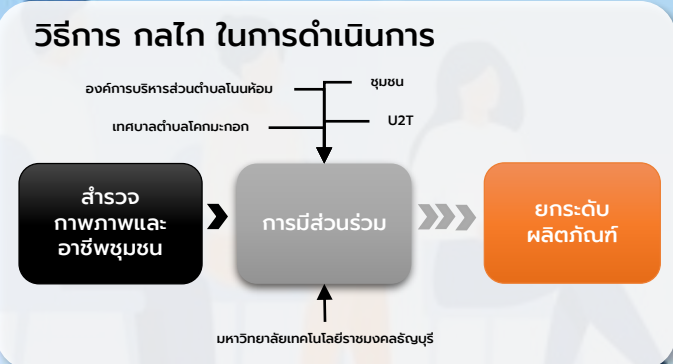 วิธีการ กลไก ในการดำเนินการ
องค์การบริหารส่วนตำบลโนนห้อม
ชุมชน
เทศบาลตำบลโคกมะกอก
U2T
สำรวจ
กาพภาพและ
อาชีพชุมชน
การมีส่วนร่วม
ยกระดับ
ผลิตภัณฑ์
มหาวิทยาลัยเทคโนโลยีราชมงคลธัญบุรี